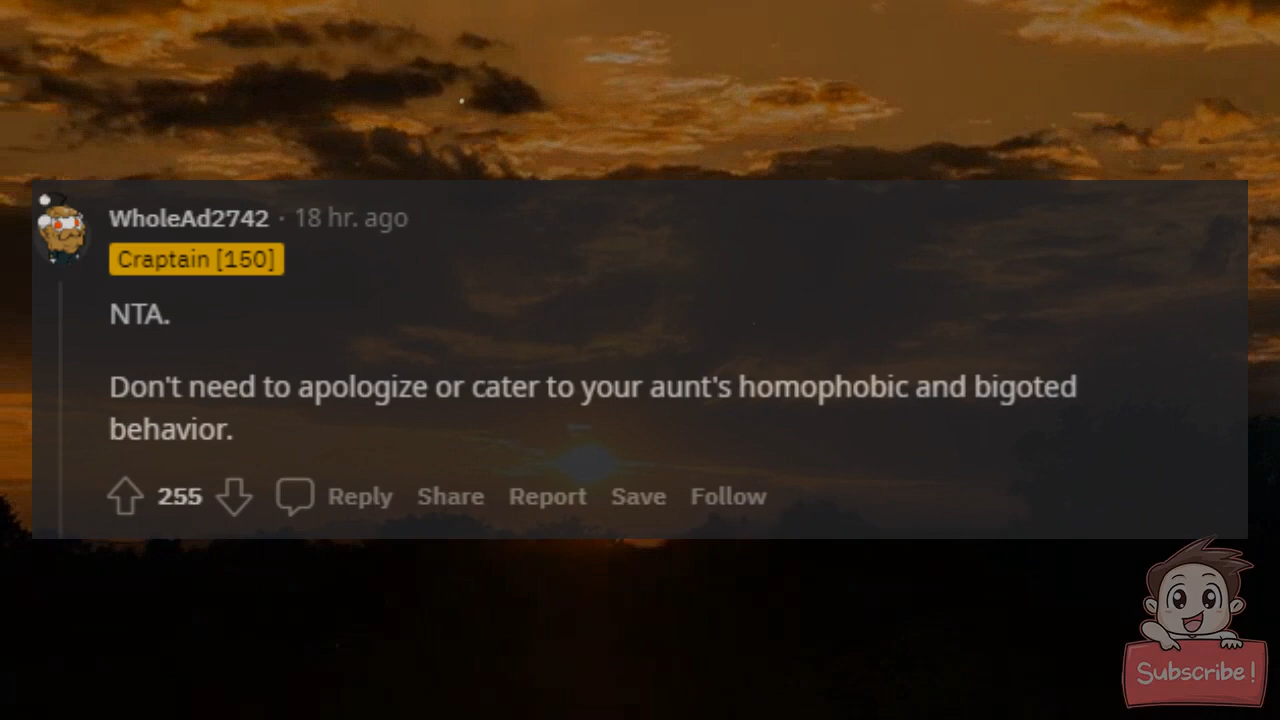 WholeAd2742 · 18 hr. ago
Craptain [150]
NTA.
Don't need to apologize or cater to your aunt's homophobic and bigoted
behavior.
255 Reply Share Report Save Follow
Subscribe!